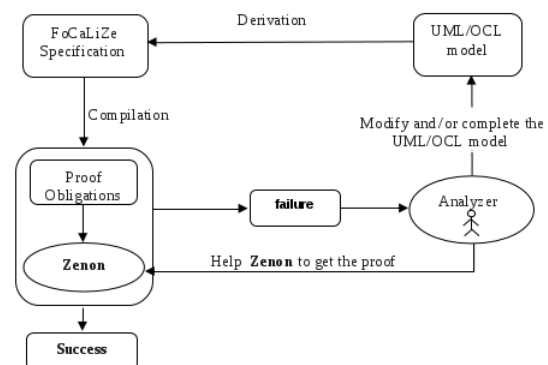 Derivation
FoCaLiZe
Specification
UML/OCL
model
Compilation
Modify and/or complete the
UML/OCL model
Proof
Obligations
failure
Analyzer
Zenon
Help Zenon to get the proof
Success